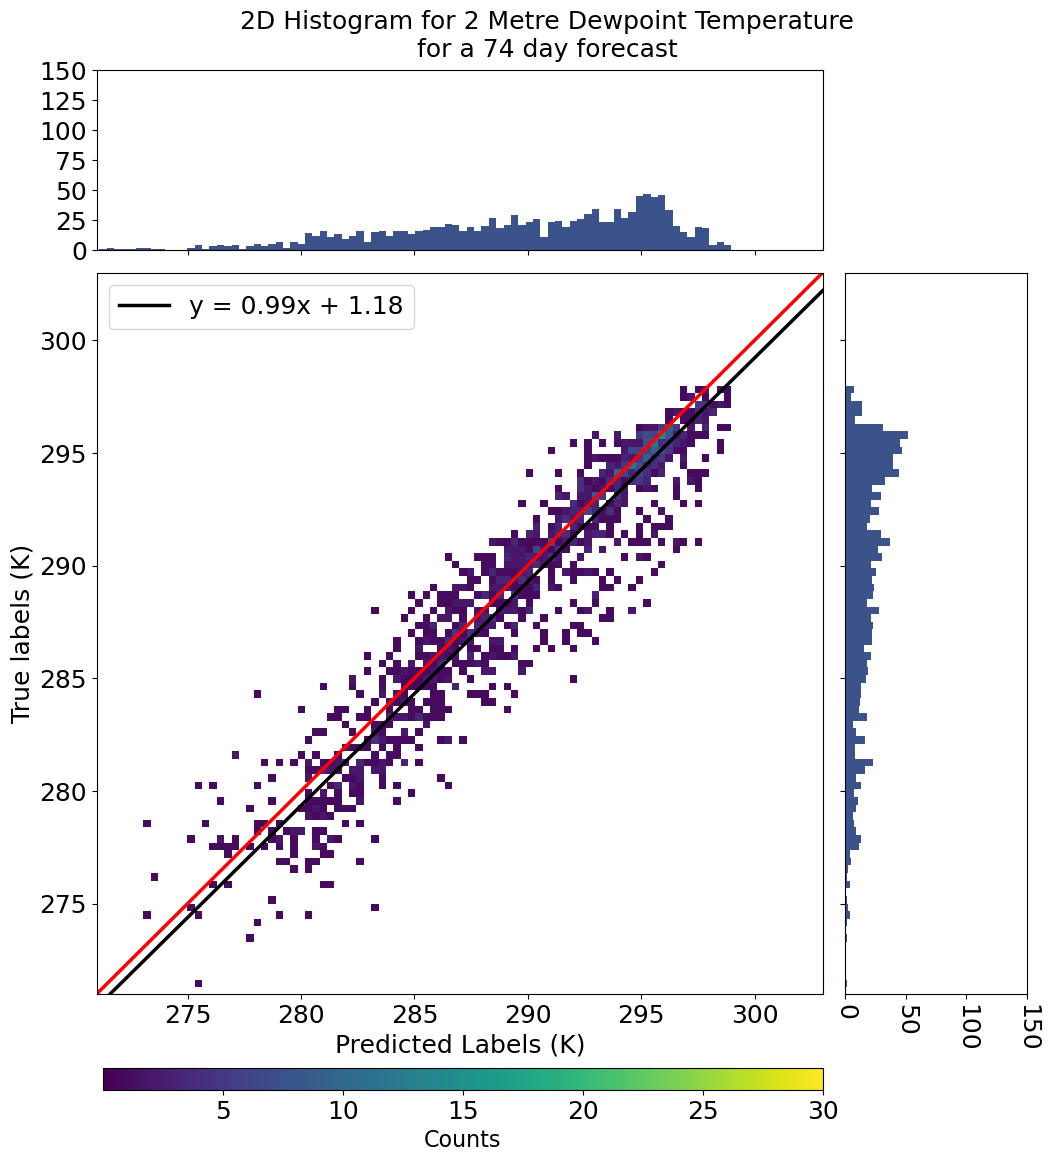 2D Histogram for 2 Metre Dewpoint Temperature
for a 74 day forecast
150
125
100
75
50
25
0
y = 0.99x + 1.18
300
295
290
285
280
275
True labels (K)
275 280 285 290 295 300
Predicted Labels (K)
0 50 100 150
5 10 15 20 25 30
Counts